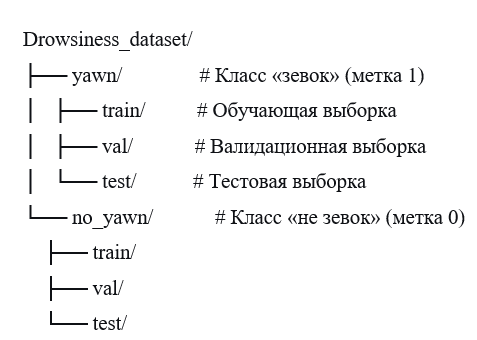 Drowsiness_dataset/
├── yawn/ # Класс «зевок» (метка 1)
│ ├── train/ # Обучающая выборка
│ ├── val/ # Валидационная выборка
│ └── test/ # Тестовая выборка
└── no_yawn/ # Класс «не зевок» (метка 0)
├── train/
├── val/
└── test/